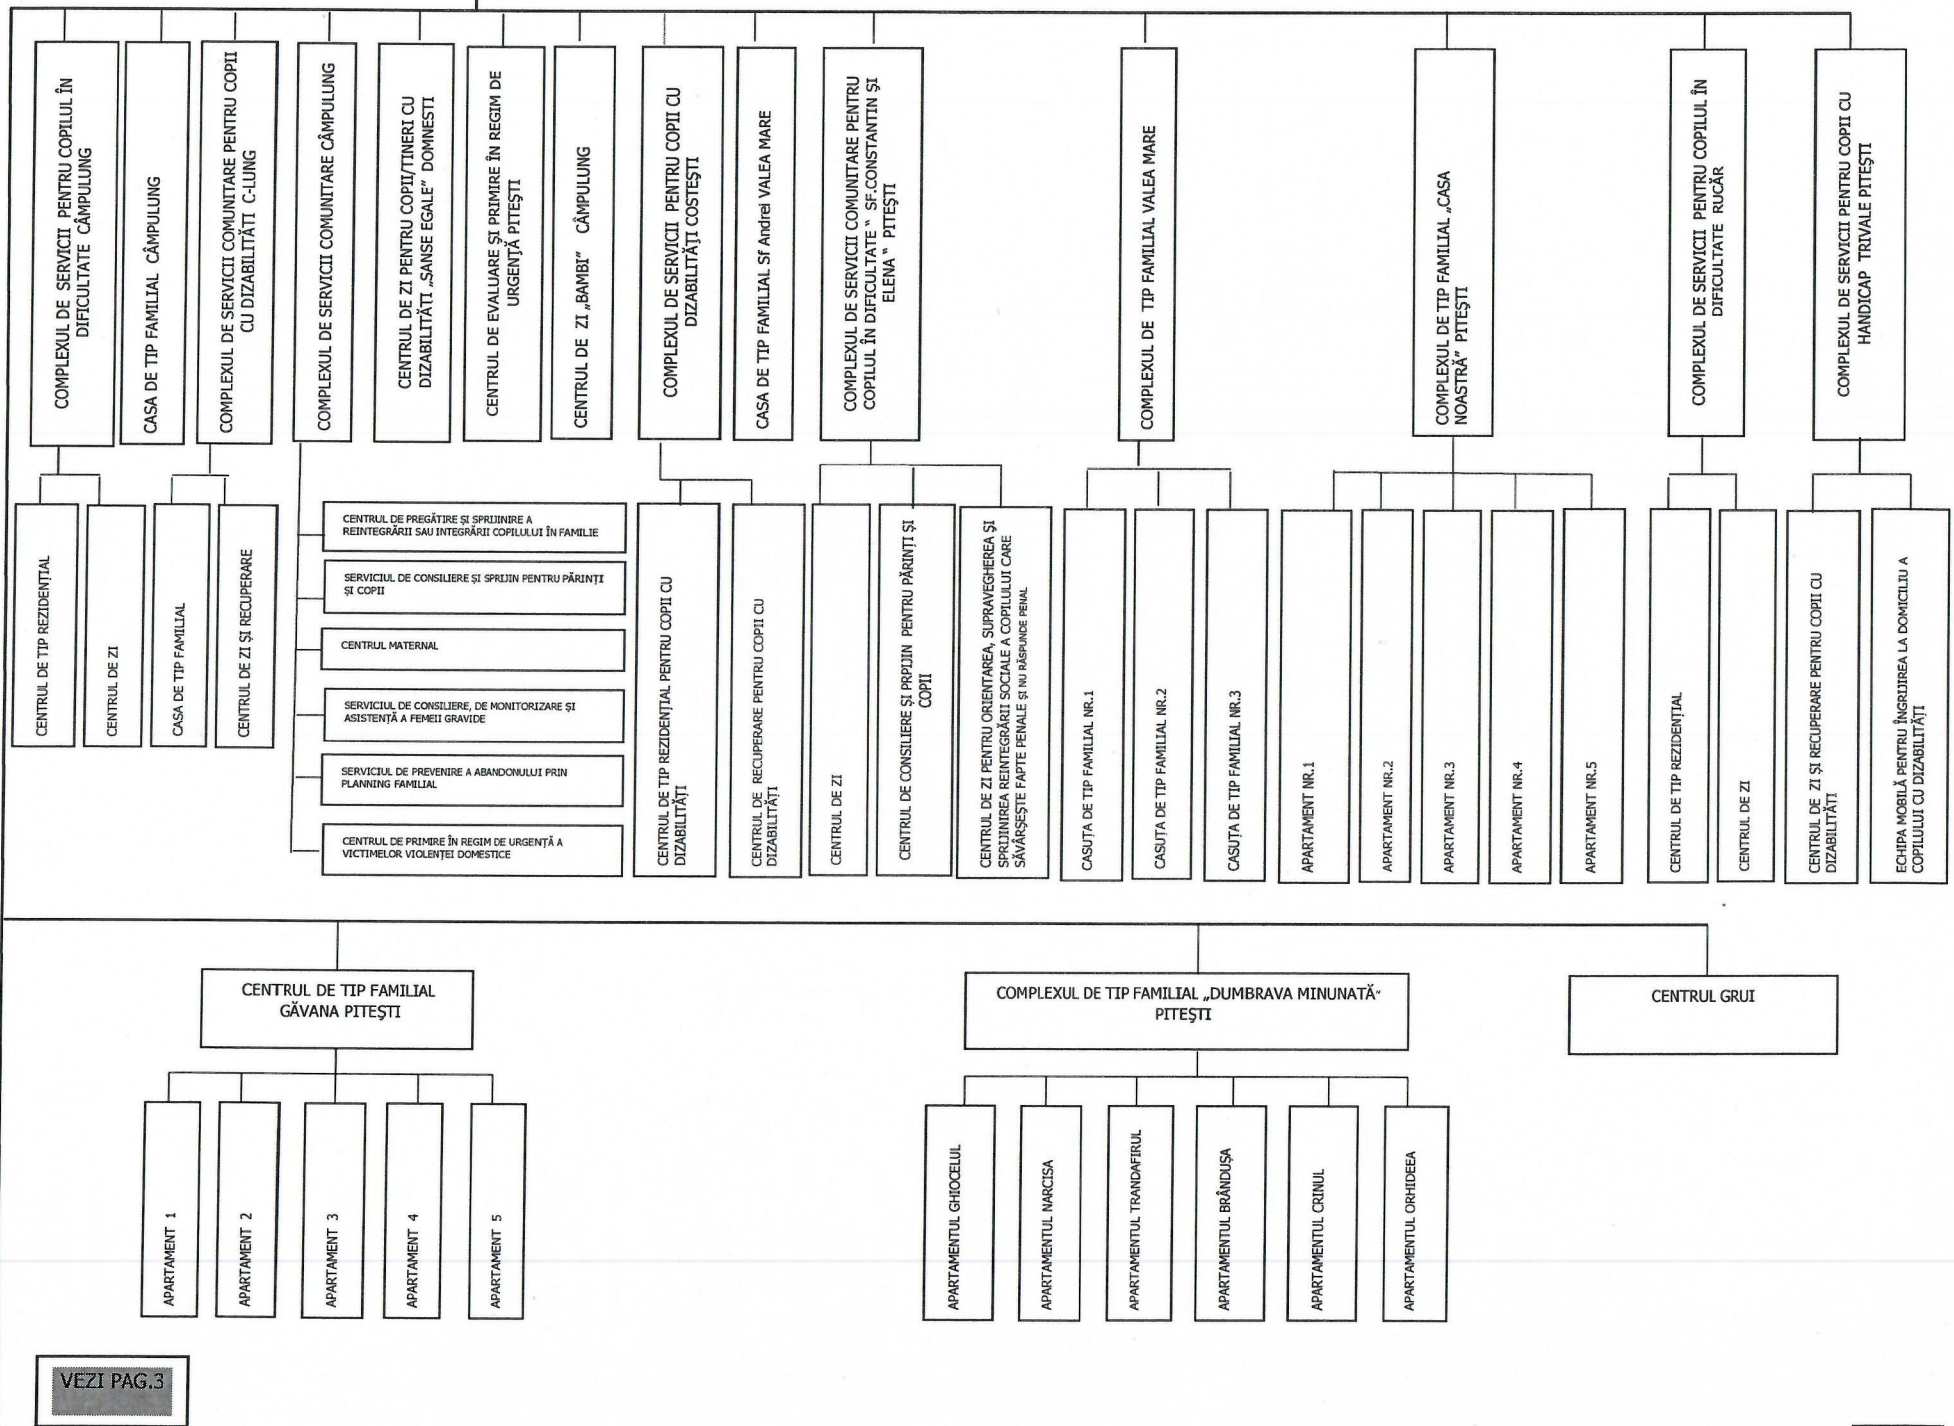 COMPLEXUL DE SERVICII PENTRU COPILUL ÎN
DIFICULTATE CÂMPULUNG
CASA DE TIP FAMILIAL CÂMPULUNG
COMPLEXUL DE SERVICII COMUNITARE PENTRU COPII
CU DIZABILITĂȚI C-LUNG
COMPLEXUL DE SERVICII COMUNITARE CÂMPULUNG
CENTRUL DE ZI PENTRU COPII/TINERI CU
DIZABILITĂȚI „ȘANSE EGALE” DOMNESTI
CENTRUL DE EVALUARE ȘI PRIMIRE ÎN REGIM DE
URGENȚĂ PITEȘTI
CENTRUL DE ZI „BAMBI” CÂMPULUNG
COMPLEXUL DE SERVICII PENTRU COPII CU
DIZABILITĂȚI COSTEȘTI
CASA DE TIP FAMILIAL Sf Andrei VALEA MARE
COMPLEXUL DE SERVICII COMUNITARE PENTRU
COPILUL ÎN DIFICULTATE “ SF.CONSTANTIN ȘI
ELENA “ PITEȘTI
COMPLEXUL DE TIP FAMILIAL VALEA MARE
COMPLEXUL DE TIP FAMILIAL „CASA
NOASTRĂ” PITEȘTI
COMPLEXUL DE SERVICII PENTRU COPILUL ÎN
DIFICULTATE RUCĂR
COMPLEXUL DE SERVICII PENTRU COPII CU
HANDICAP TRIVALE PITEȘTI
CENTRUL DE TIP REZIDENȚIAL
CENTRUL DE ZI
CASA DE TIP FAMILIAL
CENTRUL DE ZI ȘI RECUPERARE
CENTRUL DE PREGĂTIRE ȘI SPRIJINIRE A
REINTEGRĂRII SAU INTEGRĂRII COPILULUI ÎN FAMILIE
SERVICIUL DE CONSILIERE ȘI SPRIJIN PENTRU PĂRINȚI
ȘI COPII
CENTRUL MATERNAL
SERVICIUL DE CONSILIERE, DE MONITORIZARE ȘI
ASISTENȚĂ A FEMEII GRAVIDE
SERVICIUL DE PREVENIRE A ABANDONULUI PRIN
PLANNING FAMILIAL
CENTRUL DE PRIMIRE ÎN REGIM DE URGENȚĂ A
VICTIMELOR VIOLENȚEI DOMESTICE
CENTRUL DE TIP REZIDENȚIAL PENTRU COPII CU
DIZABILITĂȚI
CENTRUL DE RECUPERARE PENTRU COPII CU
DIZABILITĂȚI
CENTRUL DE ZI
CENTRUL DE CONSILIERE ȘI SPRIJIN PENTRU PĂRINȚI ȘI
COPII
CENTRUL DE ZI PENTRU ORIENTAREA, SUPRAVEGHEREA ȘI
SPRIJINIREA REINTEGRĂRII SOCIALE A COPILULUI CARE
SĂVÂRȘEȘTE FAPTE PENALE ȘI NU RĂSPUNDE PENAL
CASUȚA DE TIP FAMILIAL NR.1
CASUȚA DE TIP FAMILIAL NR.2
CASUȚA DE TIP FAMILIAL NR.3
APARTAMENT NR.1
APARTAMENT NR.2
APARTAMENT NR.3
APARTAMENT NR.4
APARTAMENT NR.5
CENTRUL DE TIP REZIDENȚIAL
CENTRUL DE ZI
CENTRUL DE ZI ȘI RECUPERARE PENTRU COPII CU
DIZABILITĂȚI
ECHIPA MOBILĂ PENTRU ÎNGRIJIREA LA DOMICILIU A
COPILULUI CU DIZABILITĂȚI
CENTRUL DE TIP FAMILIAL
GĂVANA PITEȘTI
COMPLEXUL DE TIP FAMILIAL „DUMBRAVA MINUNATĂ“
PITEȘTI
CENTRUL GRUI
APARTAMENT 1
APARTAMENT 2
APARTAMENT 3
APARTAMENT 4
APARTAMENT 5
APARTAMENTUL GHIOCELUL
APARTAMENTUL NARCISA
APARTAMENTUL TRANDAFIRUL
APARTAMENTUL BRÂNDUȘA
APARTAMENTUL CRINUL
APARTAMENTUL ORHIDEEA
VEZI PAG.3